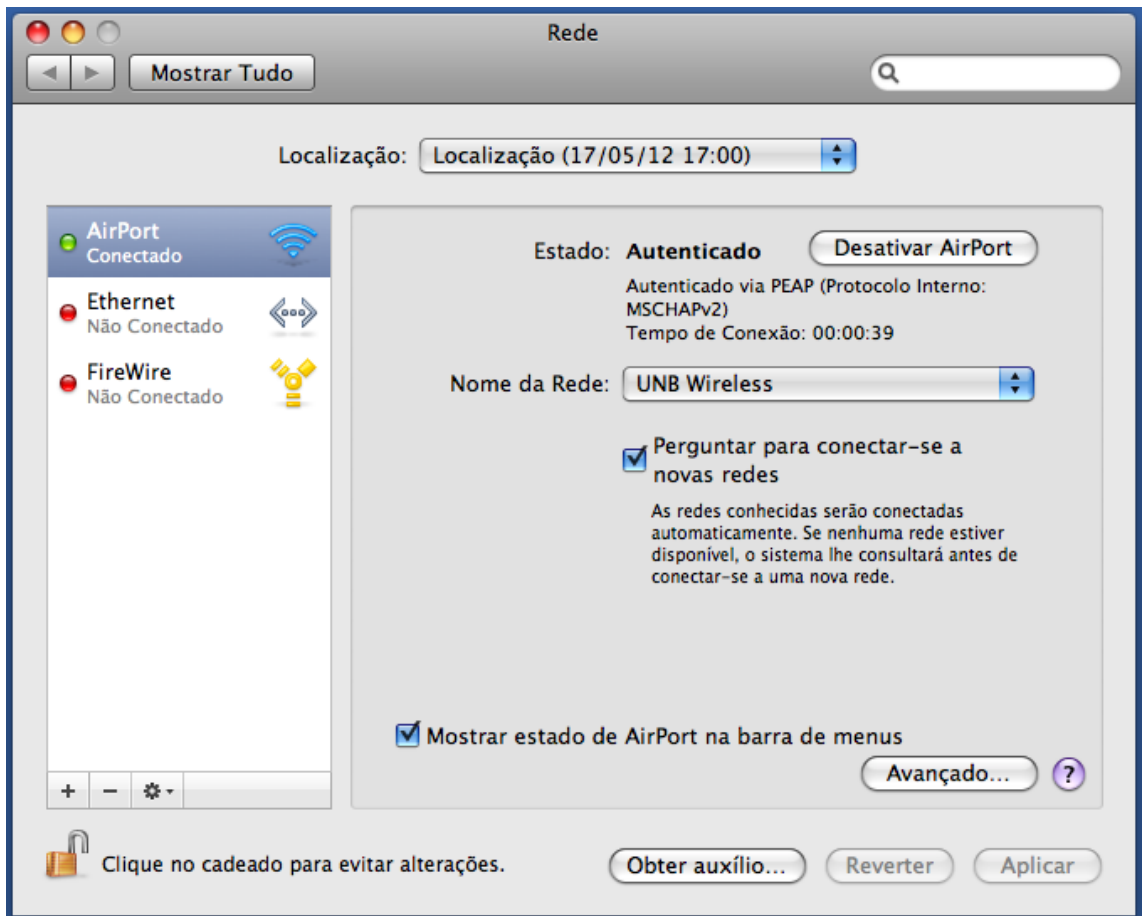 Rede
Mostrar Tudo
Localização: Localização (17/05/12 17:00)
AirPort
Conectado
Ethernet
Não Conectado
FireWire
Não Conectado
Estado: Autenticado Desativar AirPort
Autenticado via PEAP (Protocolo Interno:
MSCHAPv2)
Tempo de Conexão: 00:00:39
Nome da Rede: UNB Wireless
Perguntar para conectar-se a
novas redes
As redes conhecidas serão conectadas
automaticamente. Se nenhuma rede estiver
disponível, o sistema lhe consultará antes de
conectar-se a uma nova rede.
Mostrar estado de AirPort na barra de menus
Avançado... ?
Clique no cadeado para evitar alterações.
Obter auxílio... Reverter Aplicar